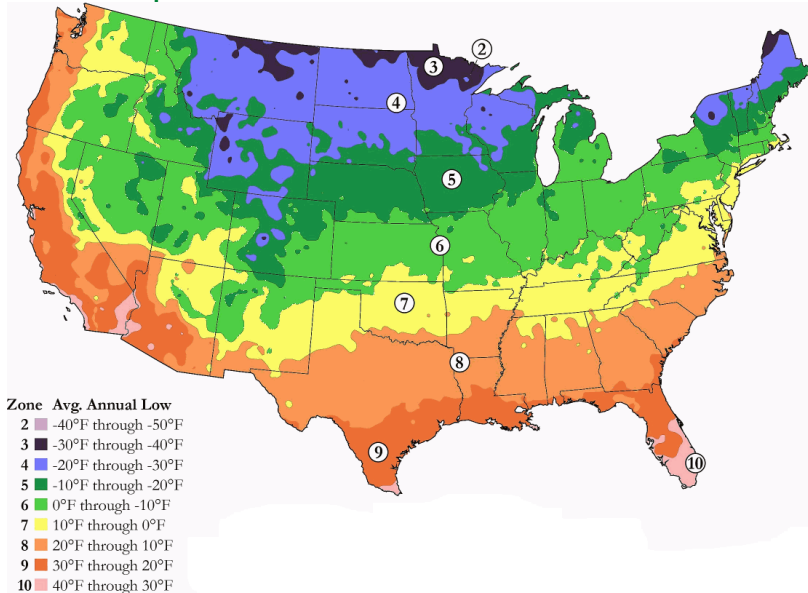 2
3
4
5
6
7
8
9
10
Zone Avg. Annual Low
2 -40°F through -50°F
3 -30°F through -40°F
4 -20°F through -30°F
5 -10°F through -20°F
6 0°F through -10°F
7 10°F through 0°F
8 20°F through 10°F
9 30°F through 20°F
10 40°F through 30°F